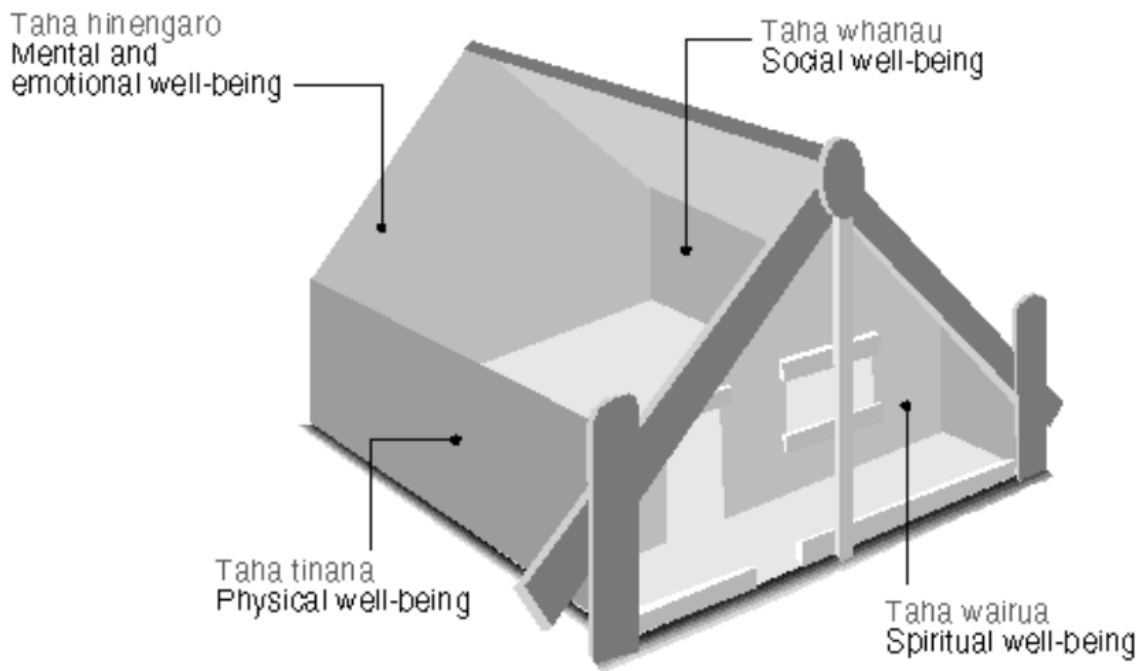 Taha hinengaro
Mental and
emotional well-being
Taha whanau
Social well-being
Taha tinana
Physical well-being
Taha wairua
Spiritual well-being